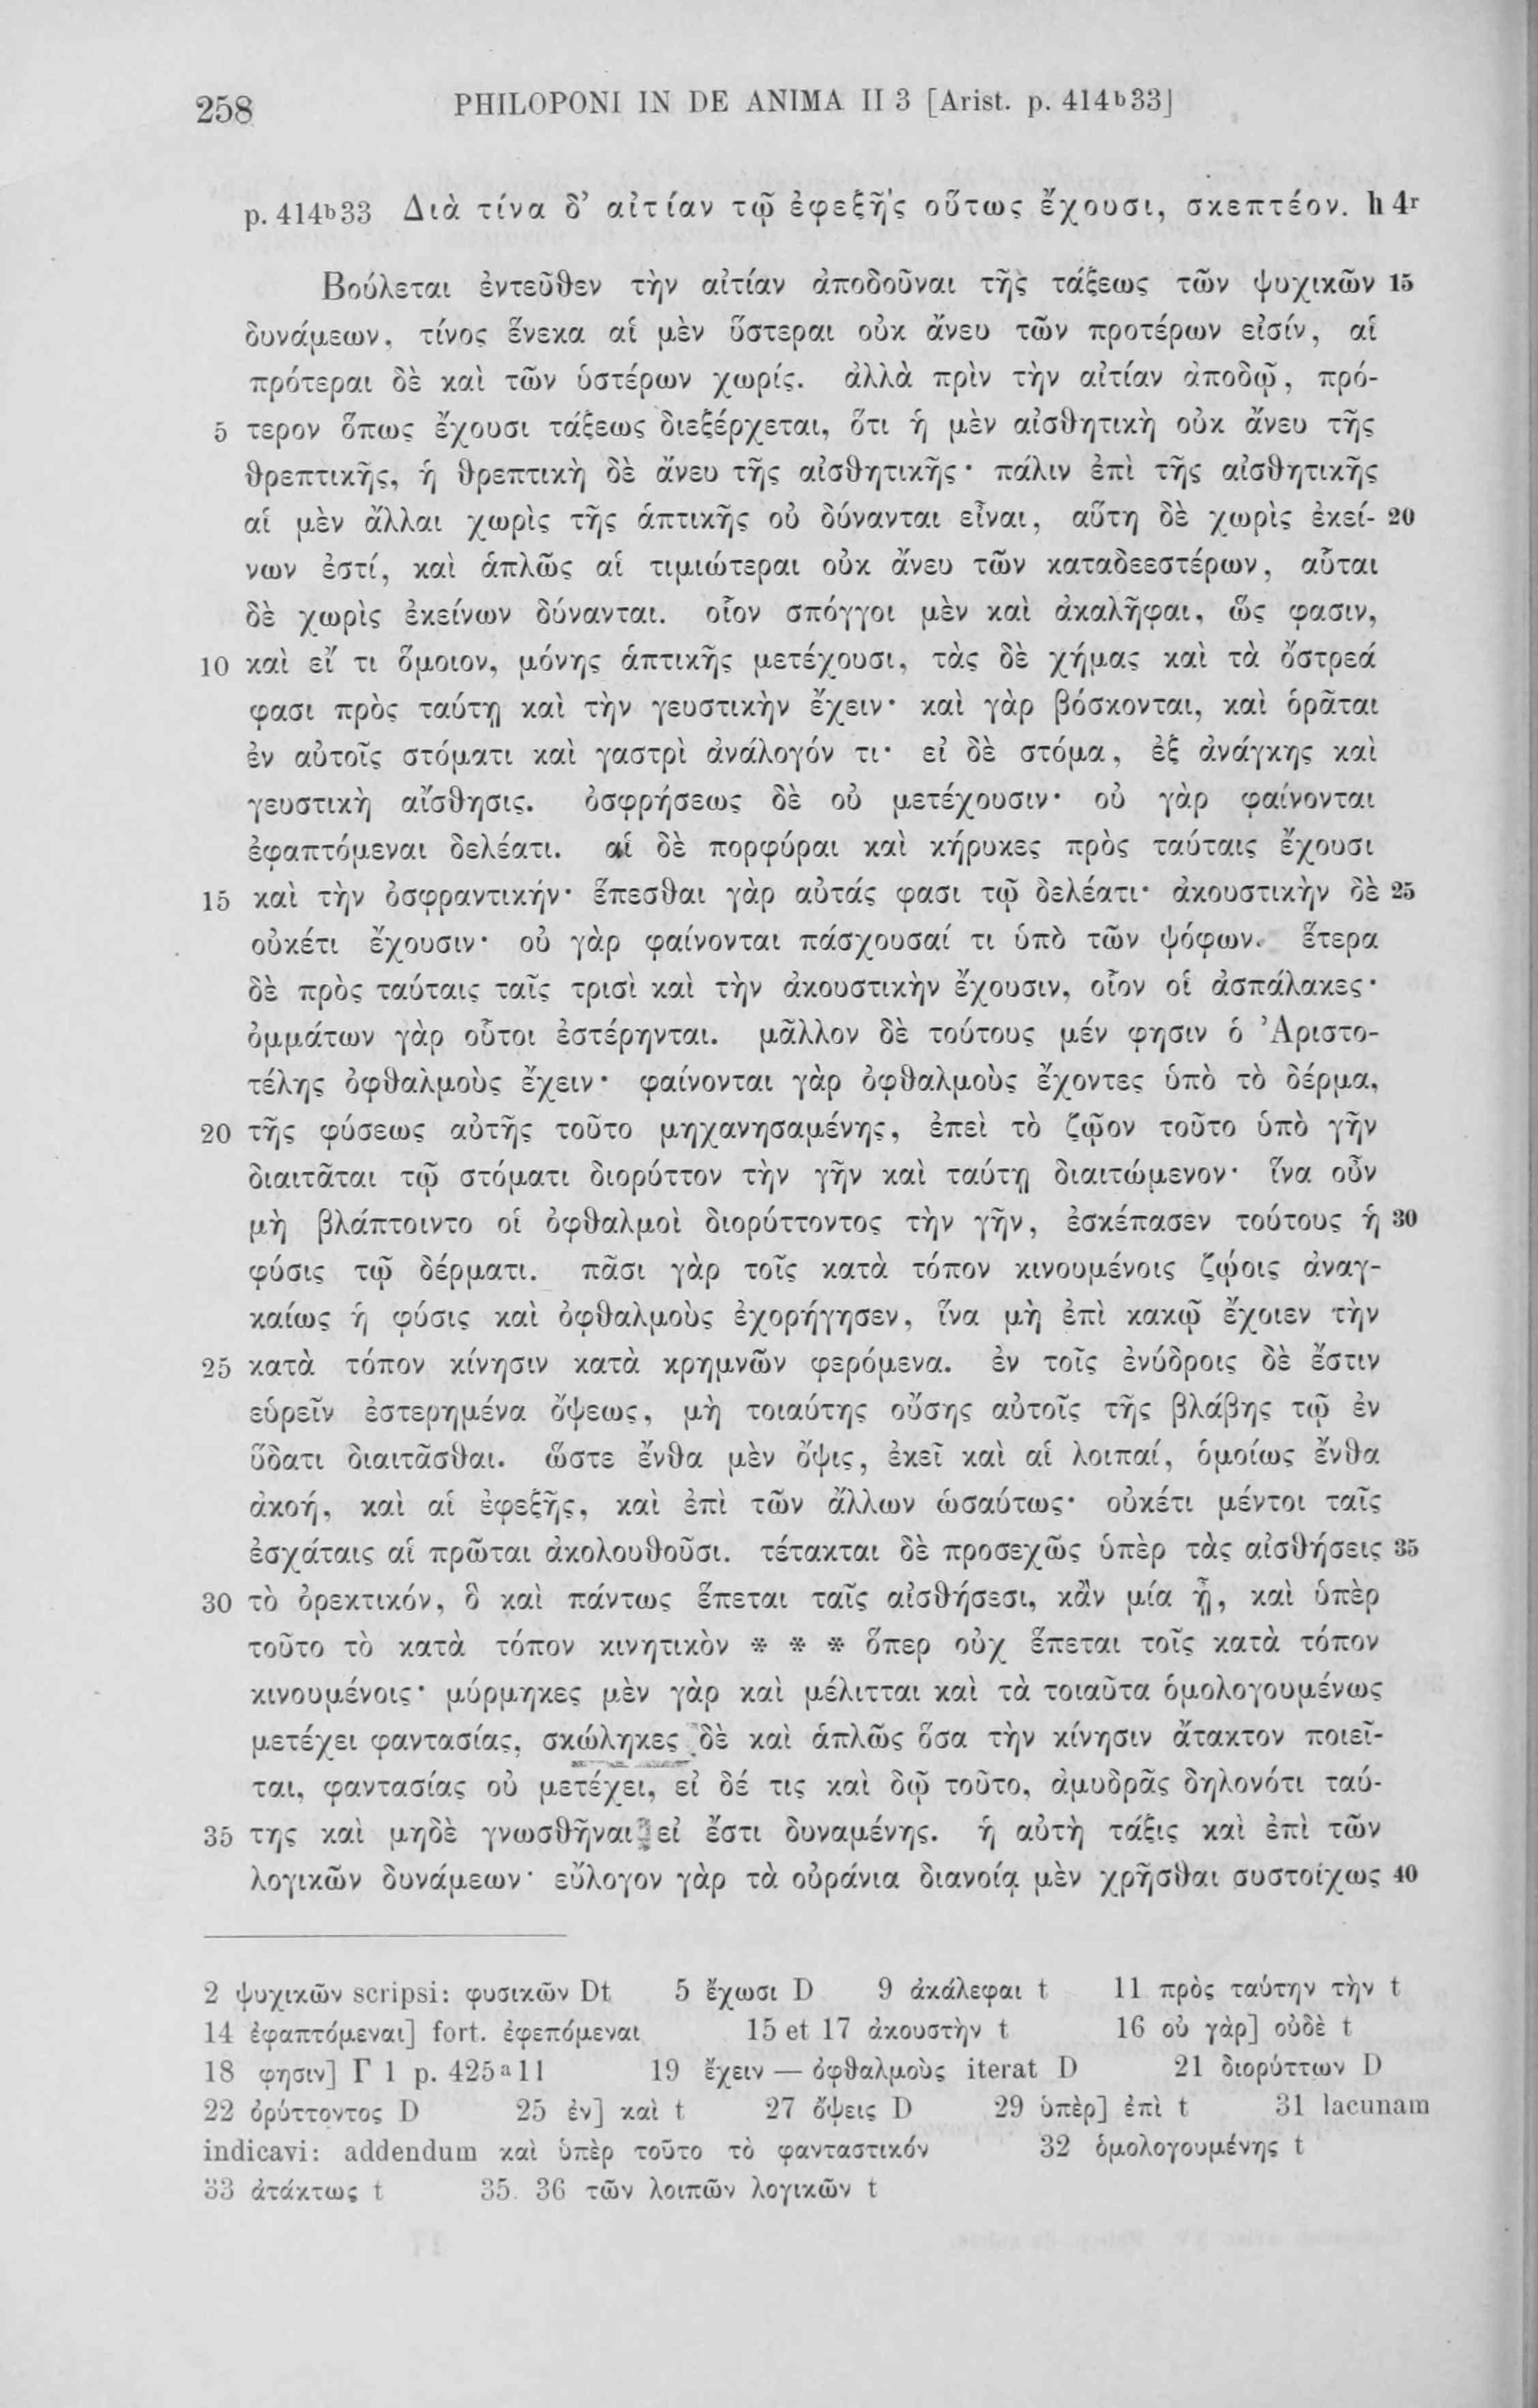 258 PHILOPONI IN DE ANIMA II 3 [Arist. p. 414b33]
p. 414b33 Διὰ τίνα δ’ αἰτίαν τῷ ἐφεξῆς οὕτως ἔχουσι, σκεπτέον. h 4r
Βούλεται ἐντεῦθεν τὴν αἰτίαν ἀποδοῦναι τῆς τάξεως τῶν ψυχικῶν 15
δυνάμεων, τίνος ἕνεκα αἱ μὲν ὕστεραι οὐκ ἄνευ τῶν προτέρων εἰσίν, αἱ
πρότεραι δὲ καὶ τῶν ὑστέρων χωρίς. ἀλλὰ πρὶν τὴν αἰτίαν ἀποδῷ, πρό-
5 τερον ὅπως ἔχουσι τάξεως διεξέρχεται, ὅτι ἡ μὲν αἰσθητικὴ οὐκ ἄνευ τῆς
θρεπτικῆς, ἡ θρεπτικὴ δὲ ἄνευ τῆς αἰσθητικῆς· πάλιν ἐπὶ τῆς αἰσθητικῆς
αἱ μὲν ἄλλαι χωρὶς τῆς ἁπτικῆς οὐ δύνανται εἶναι, αὕτη δὲ χωρὶς ἐκεί- 20
νων ἐστί, καὶ ἁπλῶς αἱ τιμιώτεραι οὐκ ἄνευ τῶν καταδεεστέρων, αὗται
δὲ χωρὶς ἐκείνων δύνανται. οἷον σπόγγοι μὲν καὶ ἀκαλῆφαι, ὥς φασιν,
10 καὶ εἴ τι ὅμοιον, μόνης ἁπτικῆς μετέχουσι, τὰς δὲ χήμας καὶ τὰ ὄστρεά
φασι πρὸς ταύτῃ καὶ τὴν γευστικὴν ἔχειν· καὶ γὰρ βόσκονται, καὶ ὁρᾶται
ἐν αὐτοῖς στόματι καὶ γαστρὶ ἀνάλογόν τι· εἰ δὲ στόμα, ἐξ ἀνάγκης καὶ
γευστικὴ αἴσθησις. ὀσφρήσεως δὲ οὐ μετέχουσιν· οὐ γὰρ φαίνονται
ἐφαπτόμεναι δελέατι. αἱ δὲ πορφύραι καὶ κήρυκες πρὸς ταύταις ἔχουσι
15 καὶ τὴν ὀσφραντικήν· ἕπεσθαι γὰρ αὐτάς φασι τῷ δελέατι· ἀκουστικὴν δὲ 25
οὐκέτι ἔχουσιν· οὐ γὰρ φαίνονται πάσχουσαί τι ὑπὸ τῶν ψόφων. ἕτερα
δὲ πρὸς ταύταις ταῖς τρισὶ καὶ τὴν ἀκουστικὴν ἔχουσιν, οἷον οἱ ἀσπάλακες·
ὀμμάτων γὰρ οὗτοι ἐστέρηνται. μᾶλλον δὲ τούτους μέν φησιν ὁ Ἀριστο-
τέλης ὀφθαλμοὺς ἔχειν· φαίνονται γὰρ ὀφθαλμοὺς ἔχοντες ὑπὸ τὸ δέρμα,
20 τῆς φύσεως αὐτῆς τοῦτο μηχανησαμένης, ἐπεὶ τὸ ζῷον τοῦτο ὑπὸ γῆν
διαιτᾶται τῷ στόματι διορύττον τὴν γῆν καὶ ταύτῃ διαιτώμενον· ἵνα οὖν
μὴ βλάπτοιντο οἱ ὀφθαλμοὶ διορύττοντος τὴν γῆν, ἐσκέπασεν τούτους ἡ 30
φύσις τῷ δέρματι. πᾶσι γὰρ τοῖς κατὰ τόπον κινουμένοις ζῴοις ἀναγ-
καίως ἡ φύσις καὶ ὀφθαλμοὺς ἐχορήγησεν, ἵνα μὴ ἐπὶ κακῷ ἔχοιεν τὴν
25 κατὰ τόπον κίνησιν κατὰ κρημνῶν φερόμενα. ἐν τοῖς ἐνύδροις δὲ ἔστιν
εὑρεῖν ἐστερημένα ὄψεως, μὴ τοιαύτης οὔσης αὐτοῖς τῆς βλάβης τῷ ἐν
ὕδατι διαιτᾶσθαι. ὥστε ἔνθα μὲν ὄψις, ἐκεῖ καὶ αἱ λοιπαί, ὁμοίως ἔνθα
ἀκοή, καὶ αἱ ἐφεξῆς, καὶ ἐπὶ τῶν ἄλλων ὡσαύτως· οὐκέτι μέντοι ταῖς
ἐσχάταις αἱ πρῶται ἀκολουθοῦσι. τέτακται δὲ προσεχῶς ὑπὲρ τὰς αἰσθήσεις 35
30 τὸ ὀρεκτικόν, ὃ καὶ πάντως ἕπεται ταῖς αἰσθήσεσι, κἂν μία ᾖ, καὶ ὑπὲρ
τοῦτο τὸ κατὰ τόπον κινητικὸν * * * ὅπερ οὐχ ἕπεται τοῖς κατὰ τόπον
κινουμένοις· μύρμηκες μὲν γὰρ καὶ μέλιτται καὶ τὰ τοιαῦτα ὁμολογουμένως
μετέχει φαντασίας, σκώληκες δὲ καὶ ἁπλῶς ὅσα τὴν κίνησιν ἄτακτον ποιεῖ-
ται, φαντασίας οὐ μετέχει, εἰ δέ τις καὶ δῷ τοῦτο, ἀμυδρᾶς δηλονότι ταύ-
35 της καὶ μηδὲ γνωσθῆναι εἰ ἔστι δυναμένης. ἡ αὐτὴ τάξις καὶ ἐπὶ τῶν
λογικῶν δυνάμεων· εὔλογον γὰρ τὰ οὐράνια διανοίᾳ μὲν χρῆσθαι συστοίχως 40
2 ψυχικῶν scripsi: φυσικῶν Dt 5 ἔχωσι D 9 ἀκάλεφαι t 11 πρὸς ταύτην τὴν t
14 ἐφαπτόμεναι] fort. ἐφεπόμεναι 15 et 17 ἀκουστὴν t 16 οὐ γὰρ] οὐδὲ t
18 φησιν] Γ 1 p. 425a11 19 ἔχειν — ὀφθαλμοὺς iterat D 21 διορύττων D
22 ὀρύττοντος D 25 ἐν] καὶ t 27 ὄψεις D 29 ὑπὲρ] ἐπὶ t 31 lacunam
indicavi: addendum καὶ ὑπὲρ τοῦτο τὸ φανταστικόν 32 ὁμολογουμένης t
33 ἀτάκτως t 35. 36 τῶν λοιπῶν λογικῶν t